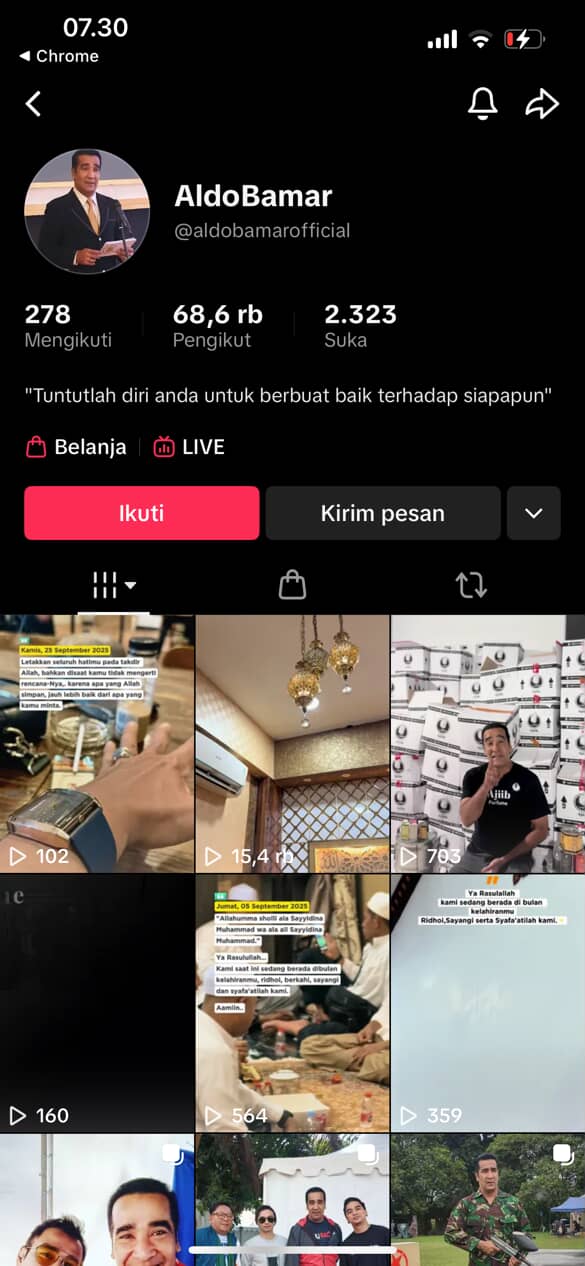 07.30
Chrome
AldoBamar
@aldobamarofficial
278
68,6 rb
2.323
Mengikuti
Pengikut
Suka
"Tuntutlah diri anda untuk berbuat baik terhadap siapapun"
Belanja
LIVE
Ikuti
Kirim pesan
Kamis, 25 September 2025
Letakkan seluruh hatimu pada takdir
Allah, bahkan disaat kamu tidak mengerti
rencana-Nya,. karena apa yang Allah
simpan, jauh lebih baik dari apa yang
kamu minta.
102
15,4 rb
Ajiib
Parfume
703
160
Jumat, 05 September 2025
"Allahumma sholli ala Sayyidina
Muhammad wa ala ali Sayyidina
Muhammad."
Ya Rasulullah...
Kami saat ini sedang berada dibulan
kelahiranmu, ridhoi, berkahi, sayangi
dan syafa'atilah kami.
Aamiin..
564
Ya Rasulallah
kami sedang berada di bulan
kelahiranmu
Ridhoi,Sayangi serta Syafa'atilah kami.
359